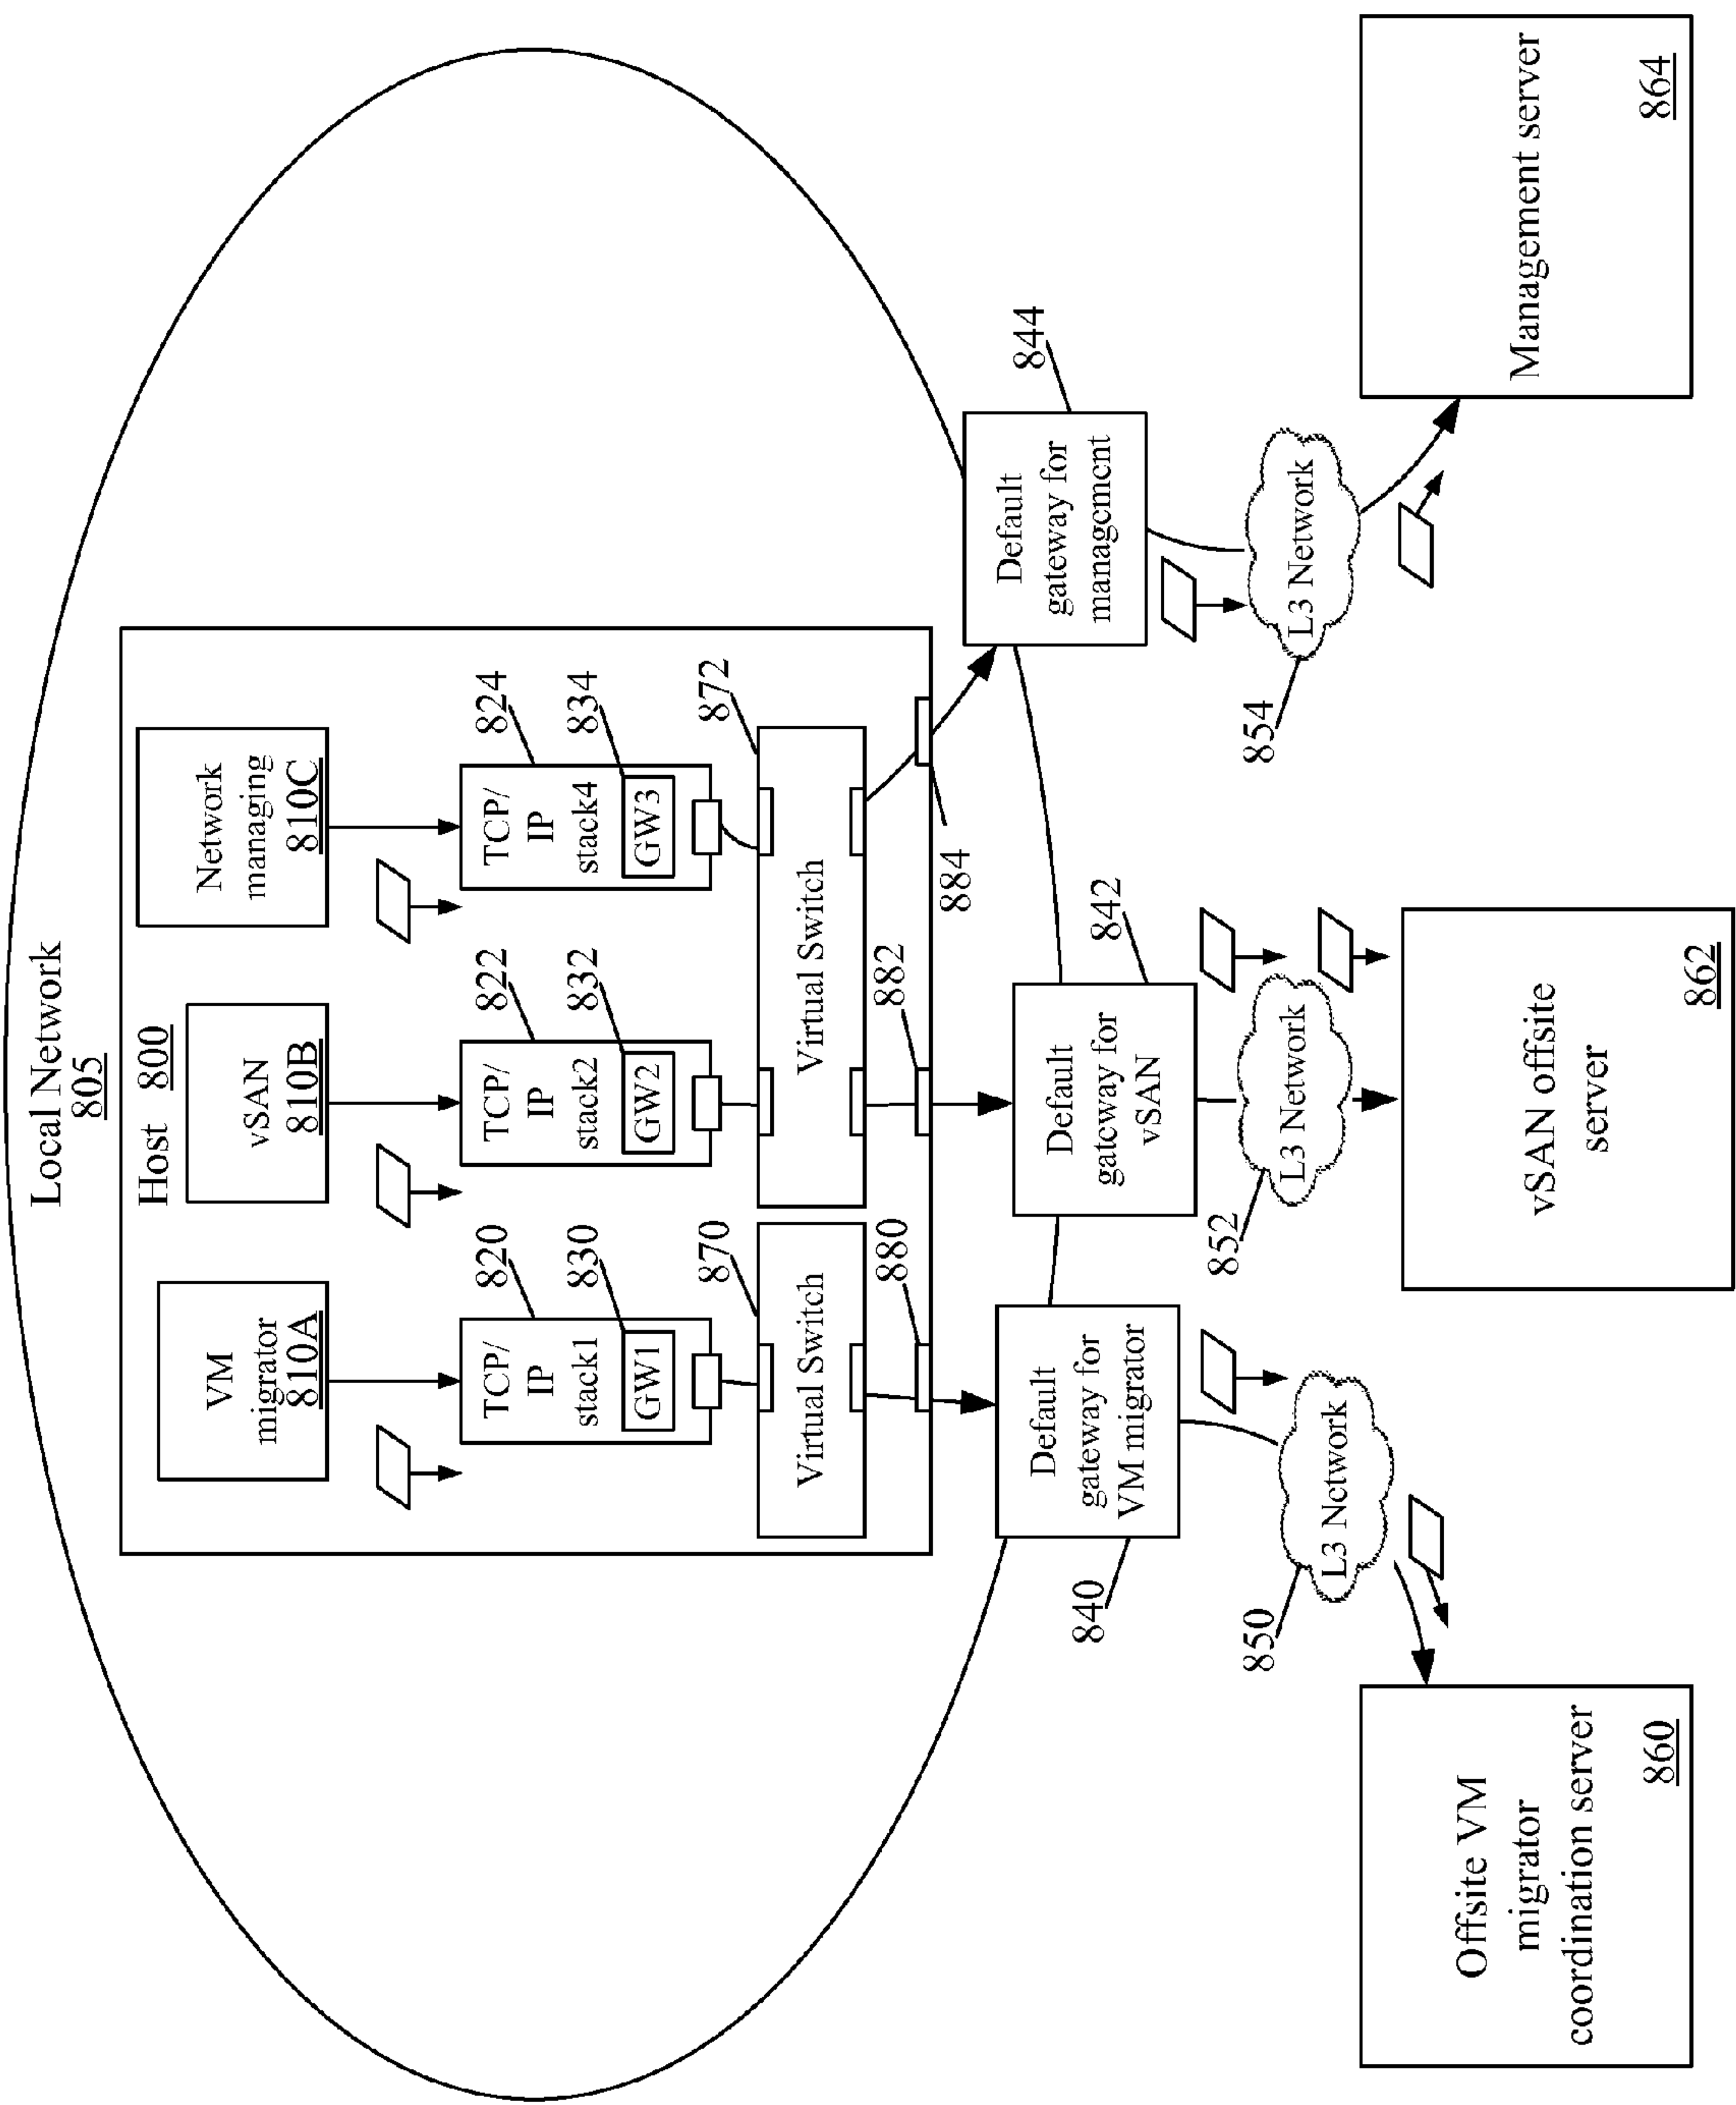 Local Network
805
Host 800
VM
migrator
810A
vSAN
810B
Network
managing
810C
TCP/
IP
stack1
GW1
820
830
TCP/
IP
stack2
GW2
822
832
TCP/
IP
stack4
GW3
824
834
Virtual Switch
870
Virtual Switch
872
880
882
884
Default
gateway for
VM migrator
840
Default
gateway for
vSAN
842
Default
gateway for
management
844
L3 Network
850
L3 Network
852
L3 Network
854
Offsite VM
migrator
coordination server
860
vSAN offsite
server
862
Management server
864